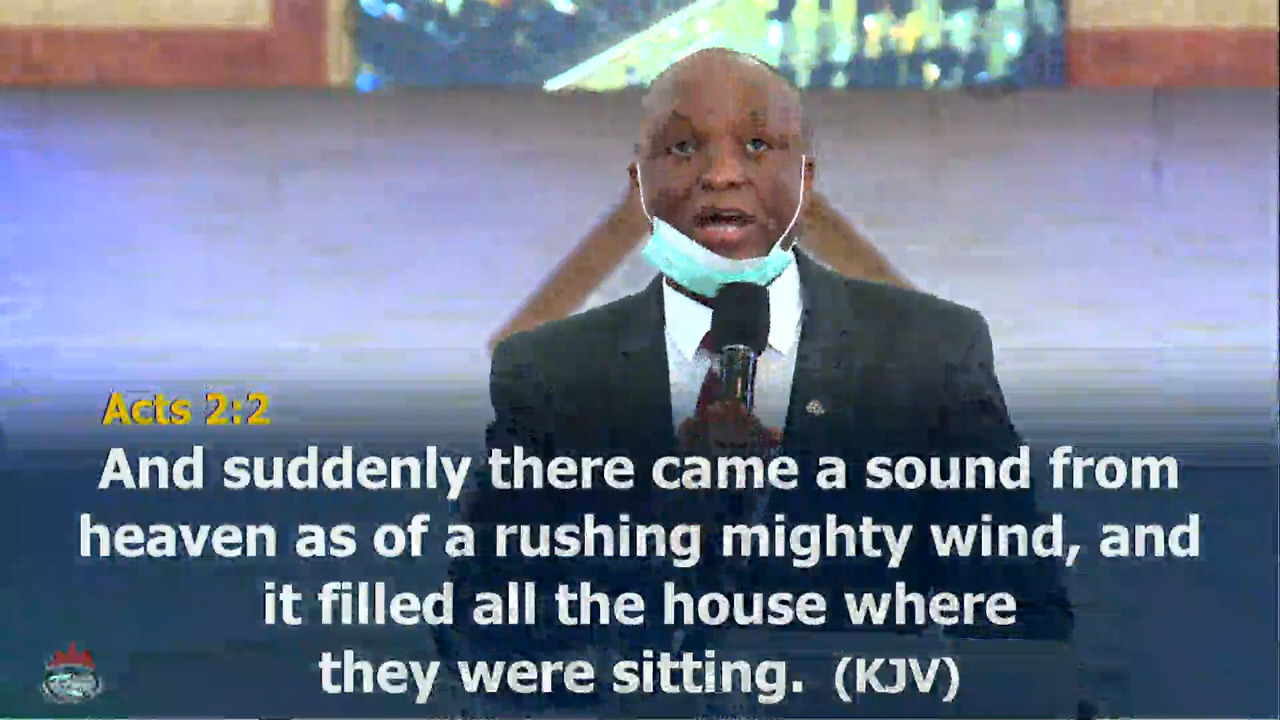 Acts 2:2
And suddenly there came a sound from
heaven as of a rushing mighty wind, and
it filled all the house where
they were sitting. (KJV)